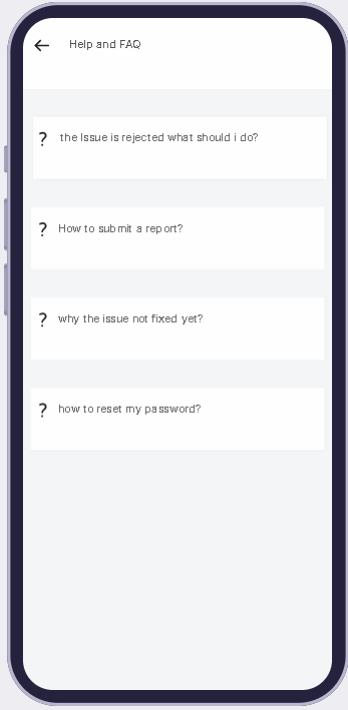 Help and FAQ
? the Issue is rejected what should i do?
? How to submit a report?
? why the issue not fixed yet?
? how to reset my password?